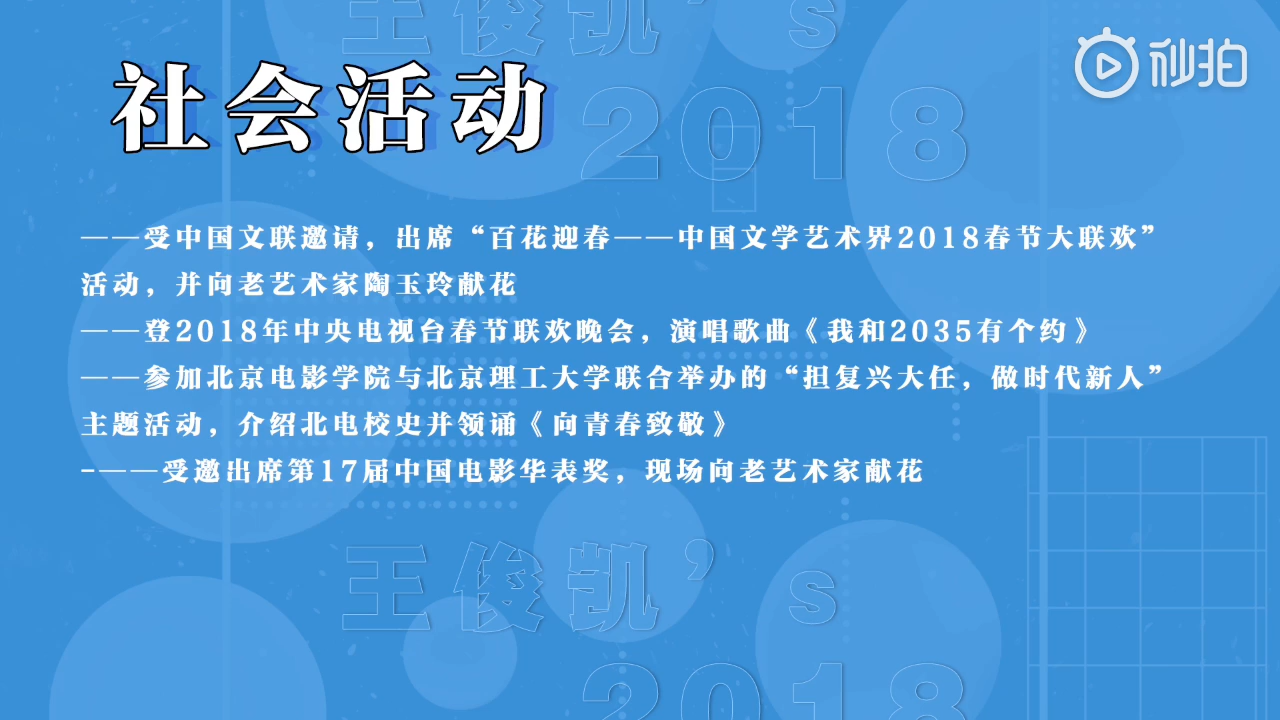 王俊凯’s
秒拍
社会活动
2018
——受中国文联邀请，出席“百花迎春——中国文学艺术界2018春节大联欢”
活动，并向老艺术家陶玉玲献花
——登2018年中央电视台春节联欢晚会，演唱歌曲《我和2035有个约》
——参加北京电影学院与北京理工大学联合举办的“担复兴大任，做时代新人”
主题活动，介绍北电校史并领诵《向青春致敬》
-——受邀出席第17届中国电影华表奖，现场向老艺术家献花
王俊凯’s
2018